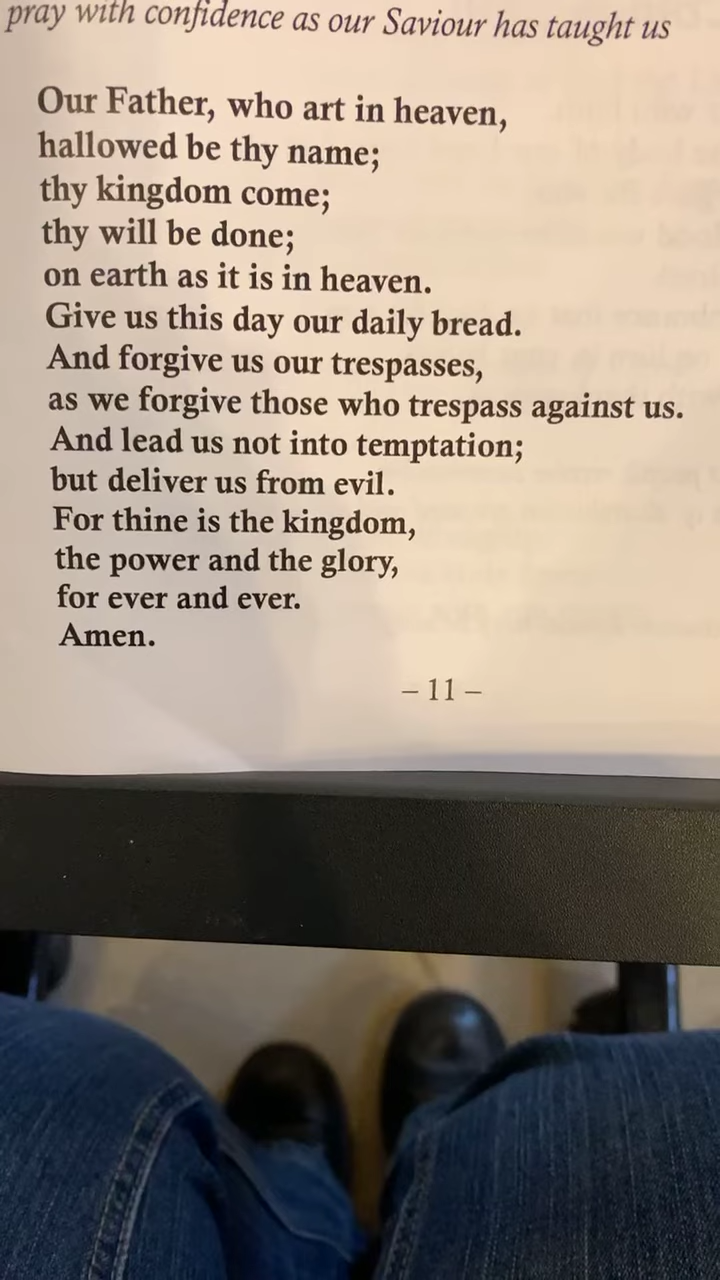 pray with confidence as our Saviour has taught us
Our Father, who art in heaven,
hallowed be thy name;
thy kingdom come;
thy will be done;
on earth as it is in heaven.
Give us this day our daily bread.
And forgive us our trespasses,
as we forgive those who trespass against us.
And lead us not into temptation;
but deliver us from evil.
For thine is the kingdom,
the power and the glory,
for ever and ever.
Amen.
– 11 –